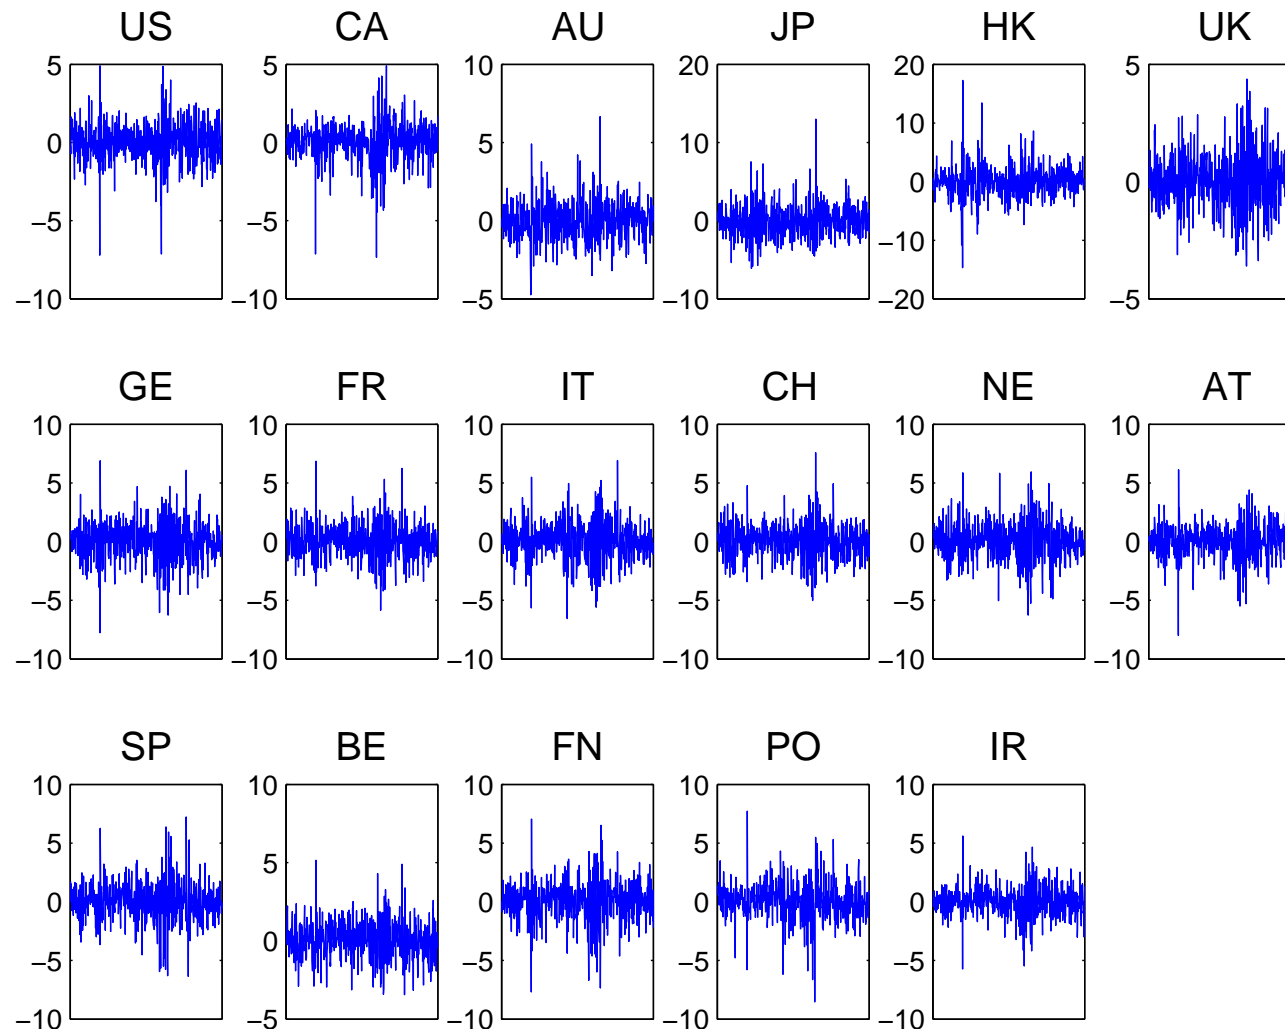 US CA AU JP HK UK
5 5 10 20 20 5
0 0 5 10 10 0
−5 −5 0 0 0 −5
−10 −10 −5 −10 −10
−20
GE FR IT CH NE AT
10 10 10 10 10 10
5 5 5 5 5 5
0 0 0 0 0 0
−5 −5 −5 −5 −5 −5
−10 −10 −10 −10 −10 −10
SP BE FN PO IR
10 10 10 10 10
5 5 5 5 5
0 0 0 0 0
−5 −5 −5 −5 −5
−10 −10 −10 −10